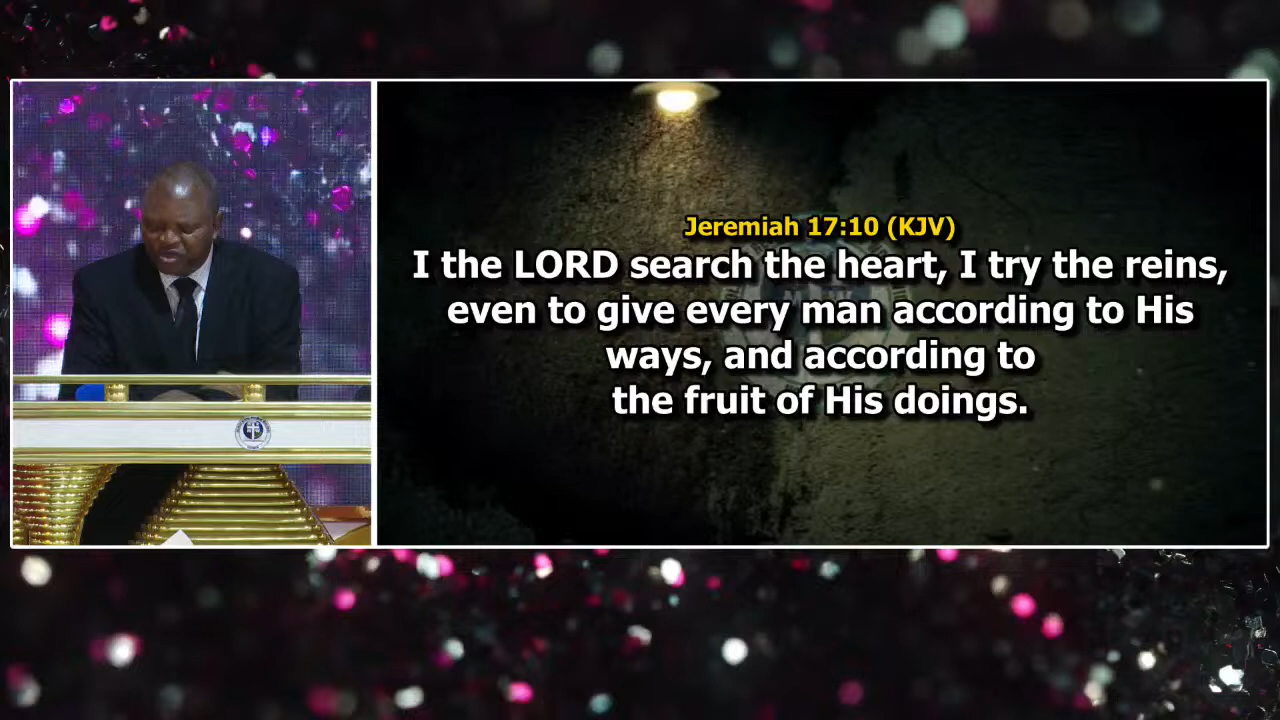 Jeremiah 17:10 (KJV)
I the LORD search the heart, I try the reins,
even to give every man according to His
ways, and according to
the fruit of His doings.